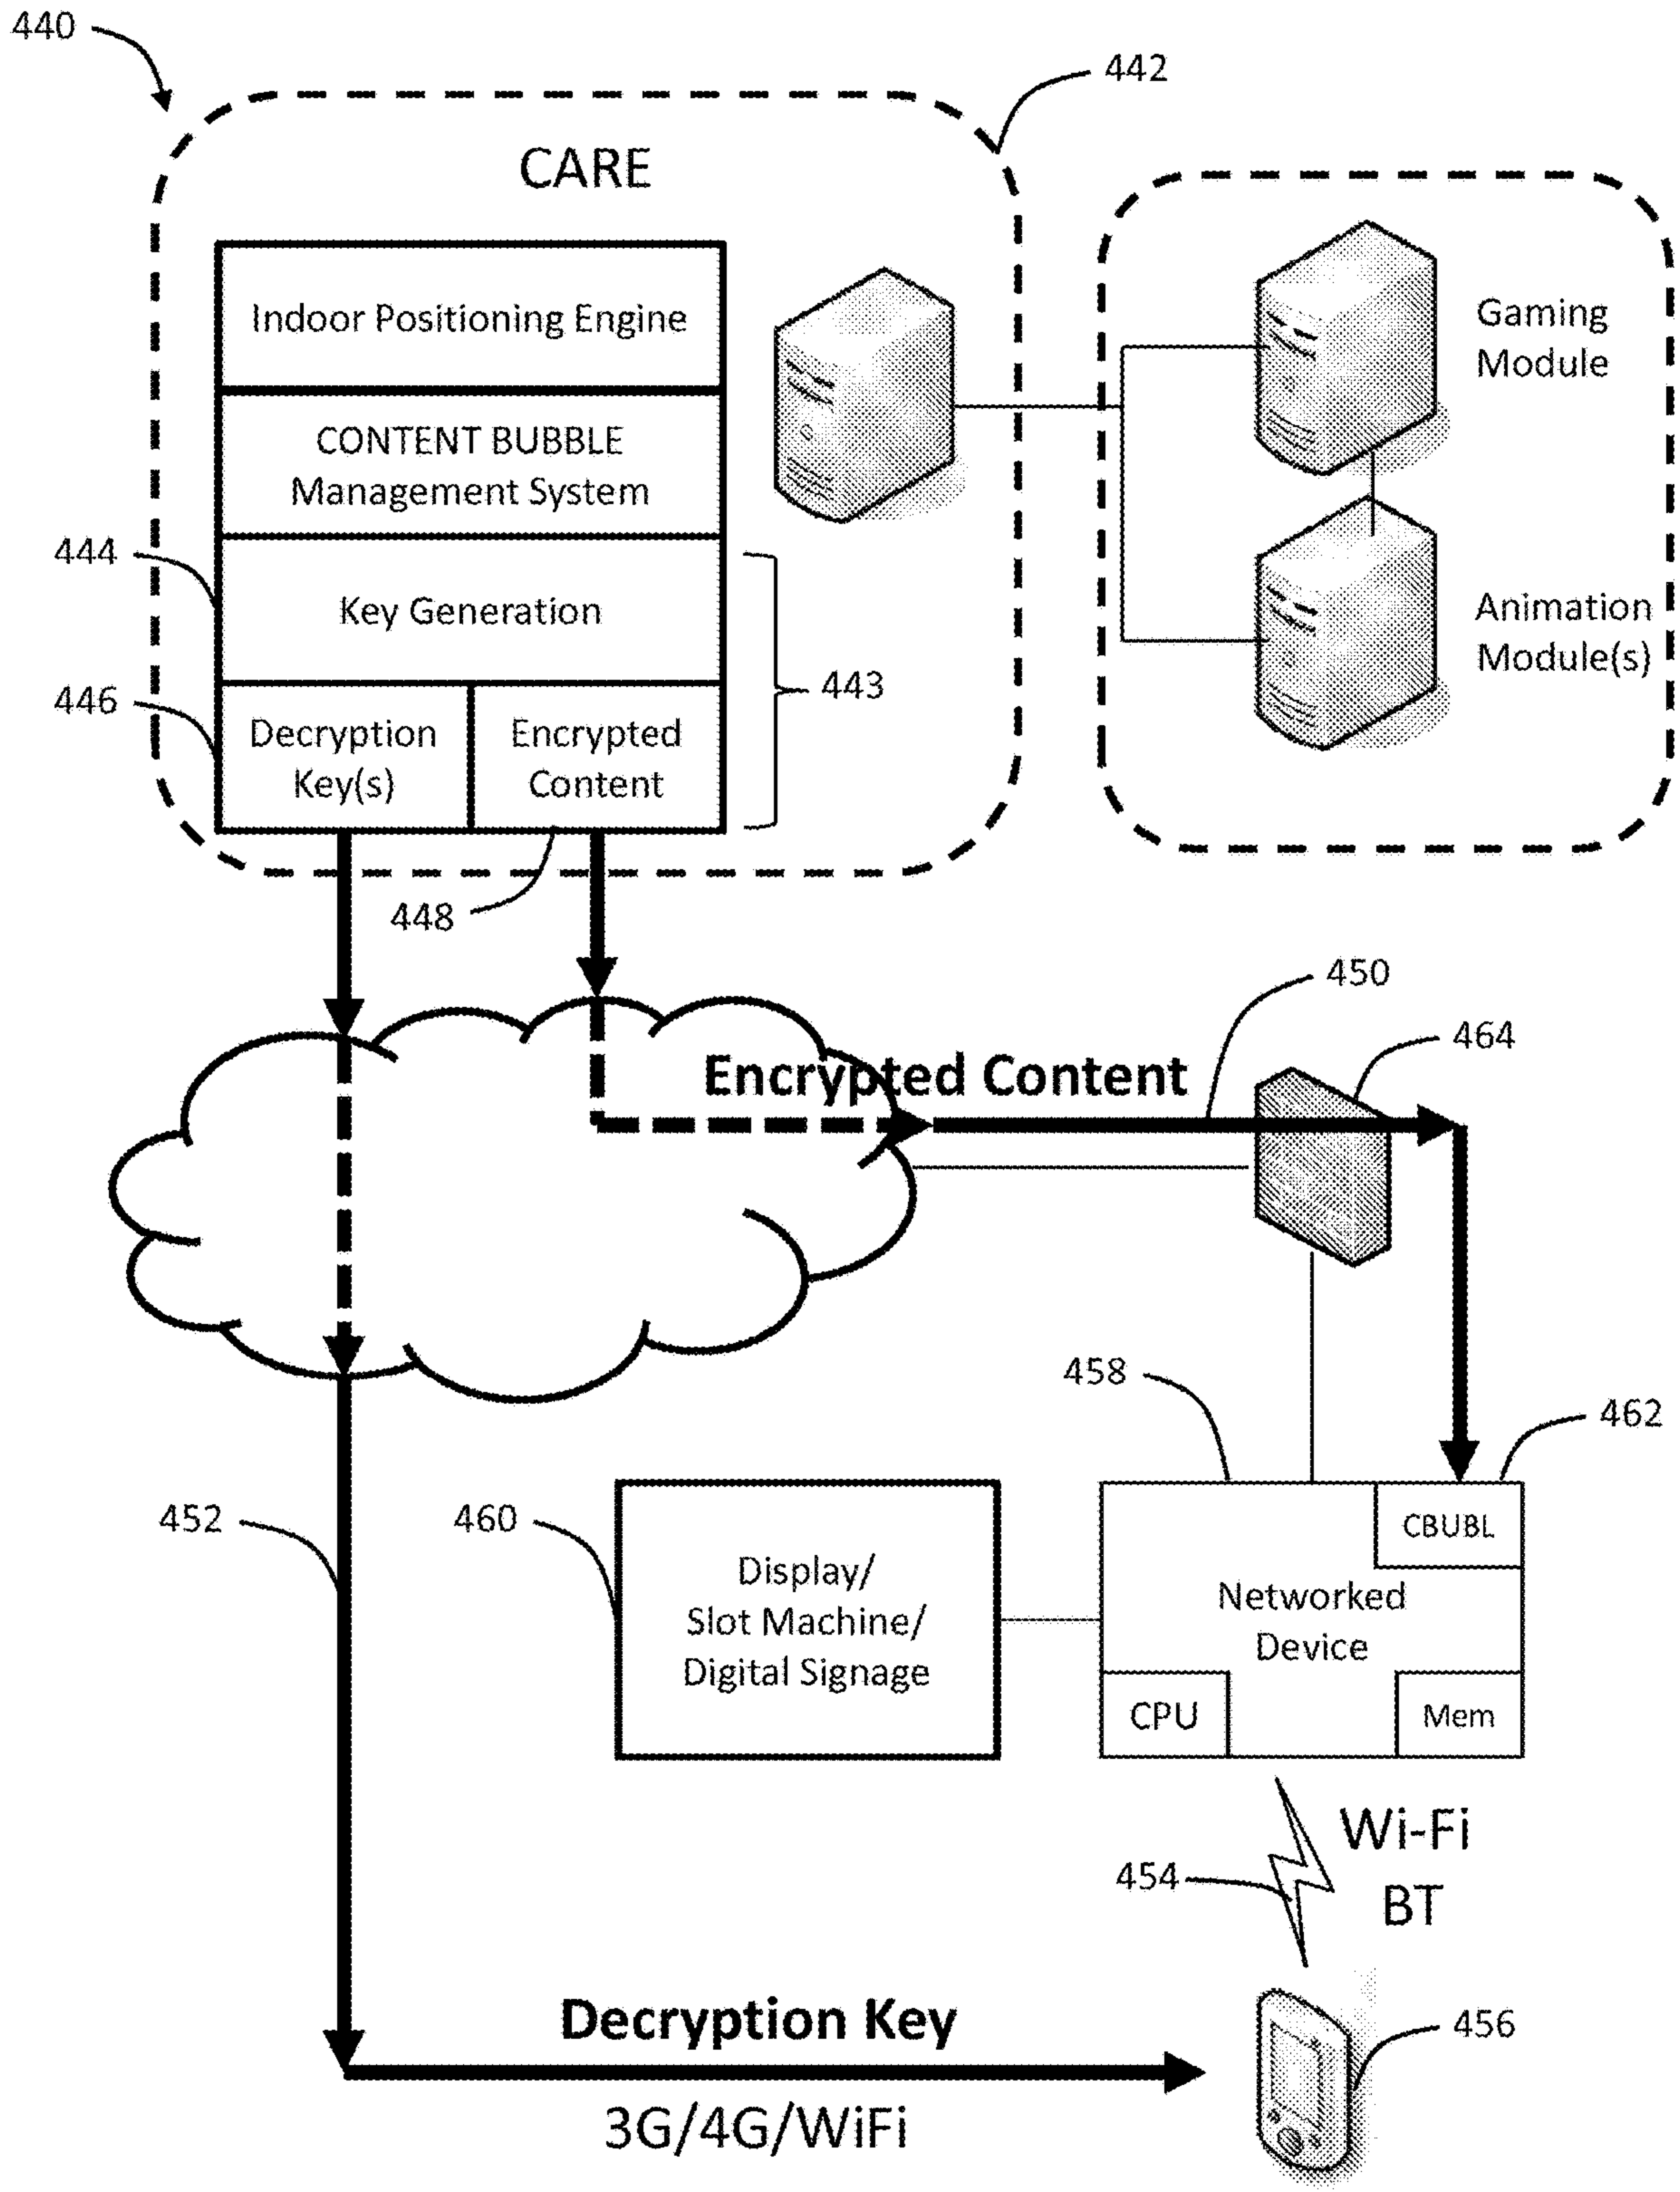 440
442
CARE
Indoor Positioning Engine
CONTENT BUBBLE
Management System
444
Key Generation
443
446
Decryption
Key(s)
Encrypted
Content
448
Gaming
Module
Animation
Module(s)
450
464
Encrypted Content
458
462
452
460
CBUBL
Display/
Slot Machine/
Digital Signage
Networked
Device
CPU
Mem
Wi-Fi
454
BT
Decryption Key
456
3G/4G/WiFi